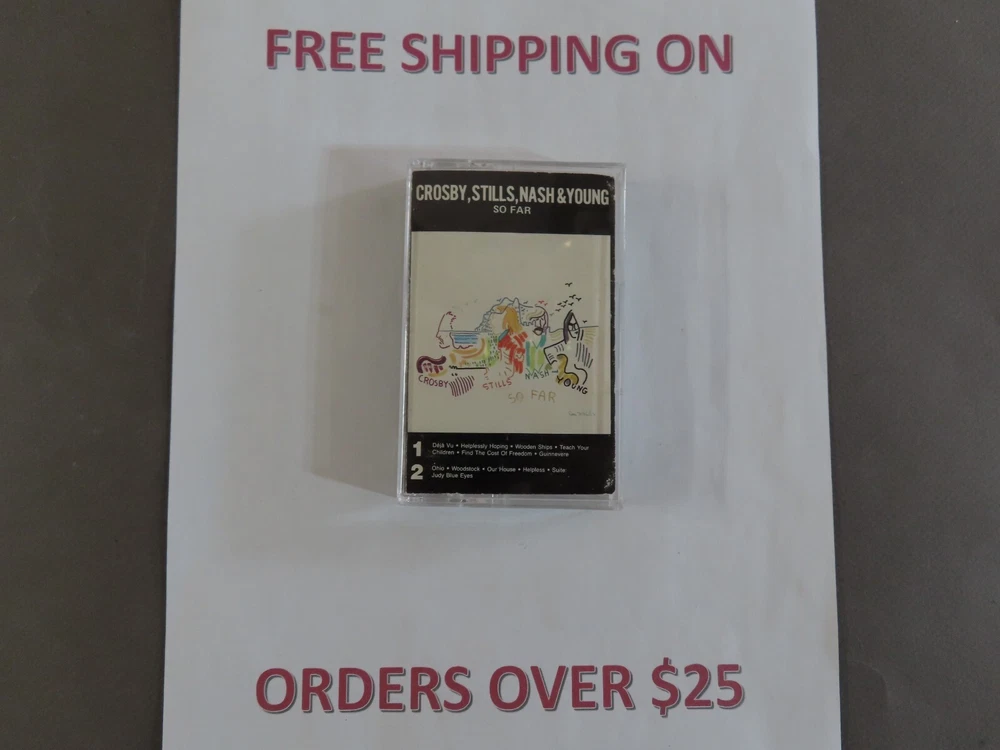 FREE SHIPPING ON
CROSBY, STILLS, NASH & YOUNG
SO FAR
CROSBY
STILLS
NASH
YOUNG
SO FAR
1
Déjà Vu • Helplessly Hoping • Wooden Ships • Teach Your
Children • Find The Cost Of Freedom • Guinnevere
2
Ohio • Woodstock • Our House • Helpless • Suite:
Judy Blue Eyes
ORDERS OVER $25